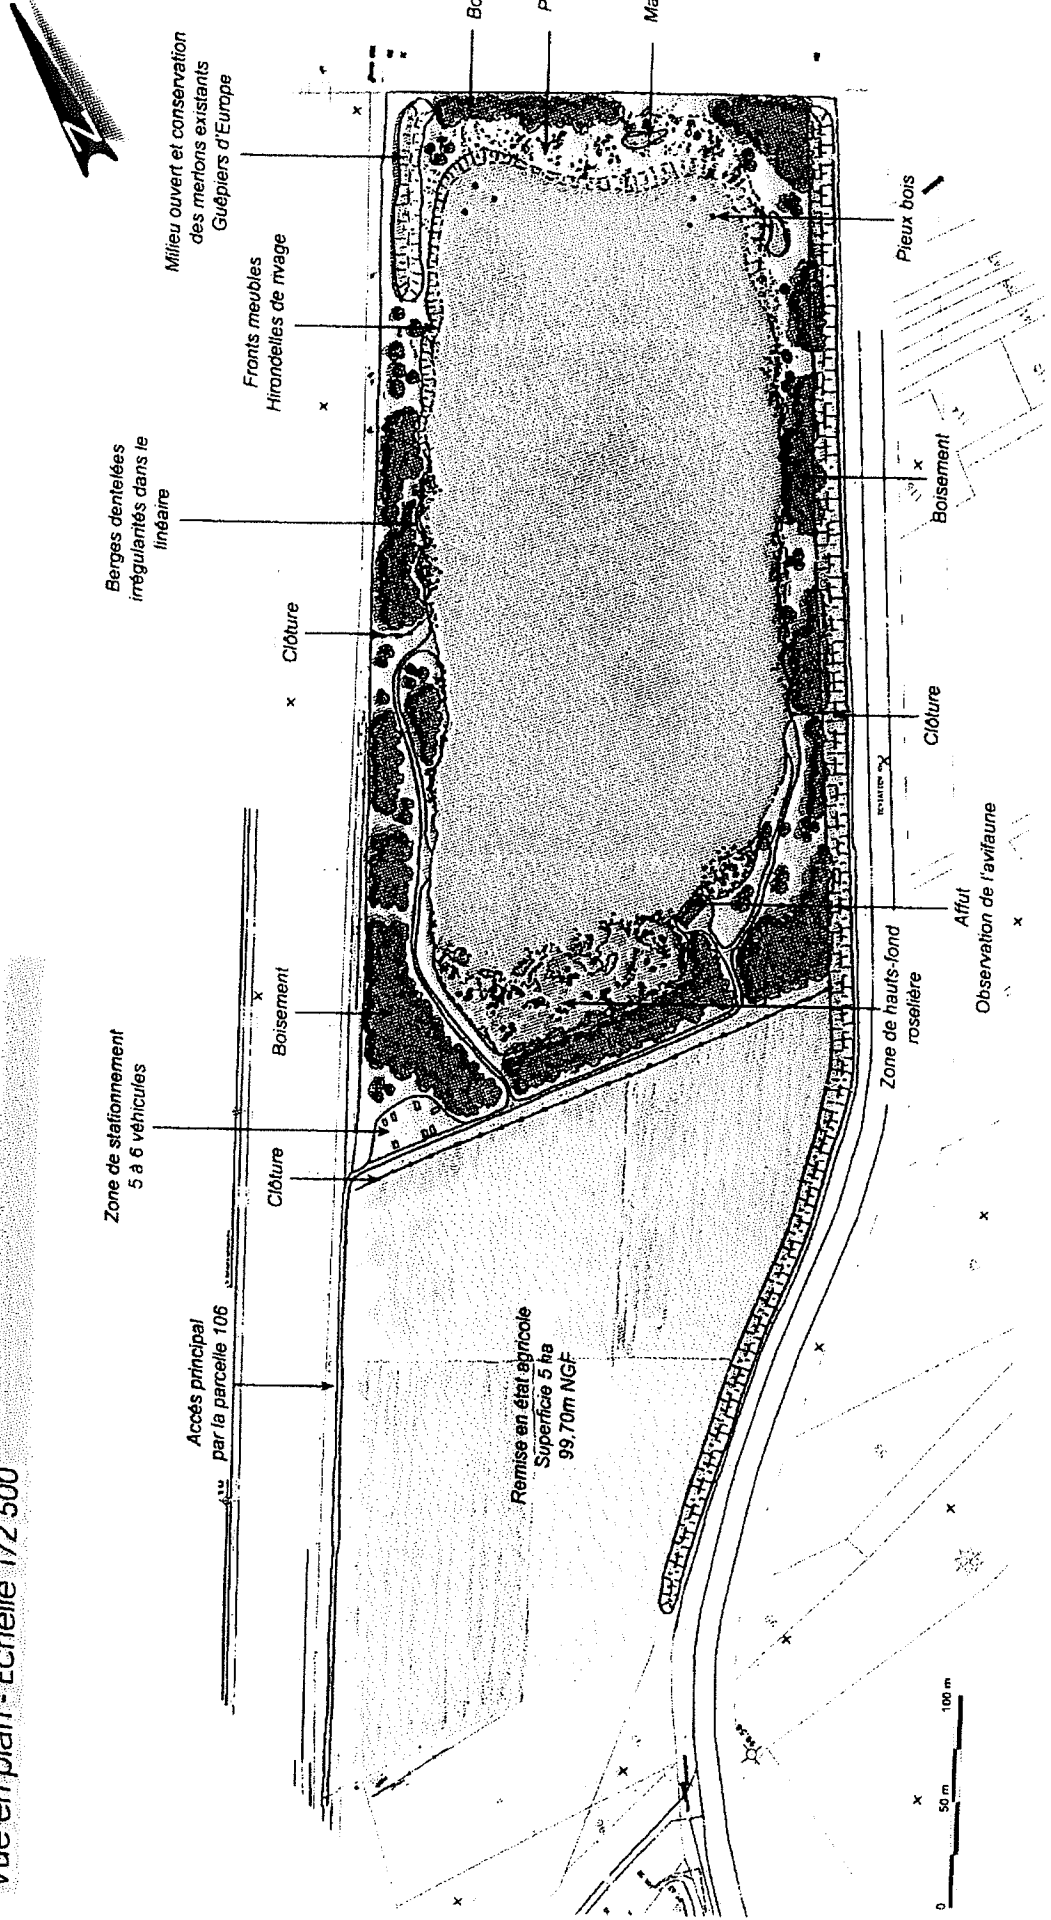 Vue en plan - Echelle 1/2 500
N
Accès principal
par la parcelle 106
Zone de stationnement
5 à 6 véhicules
Clôture
Boisement
Clôture
Berges dentelées
irrégularités dans le
linéaire
Fronts meubles
Hirondelles de rivage
Milieu ouvert et conservation
des merlons existants
Guêpiers d'Europe
Bo
P
Ma
Remise en état agricole
Superficie 5 ha
99,70m NGF
Zone de hauts-fond
roselière
Affut
Observation de l'avifaune
Clôture
Boisement
Pieux bois
0
50 m
100 m